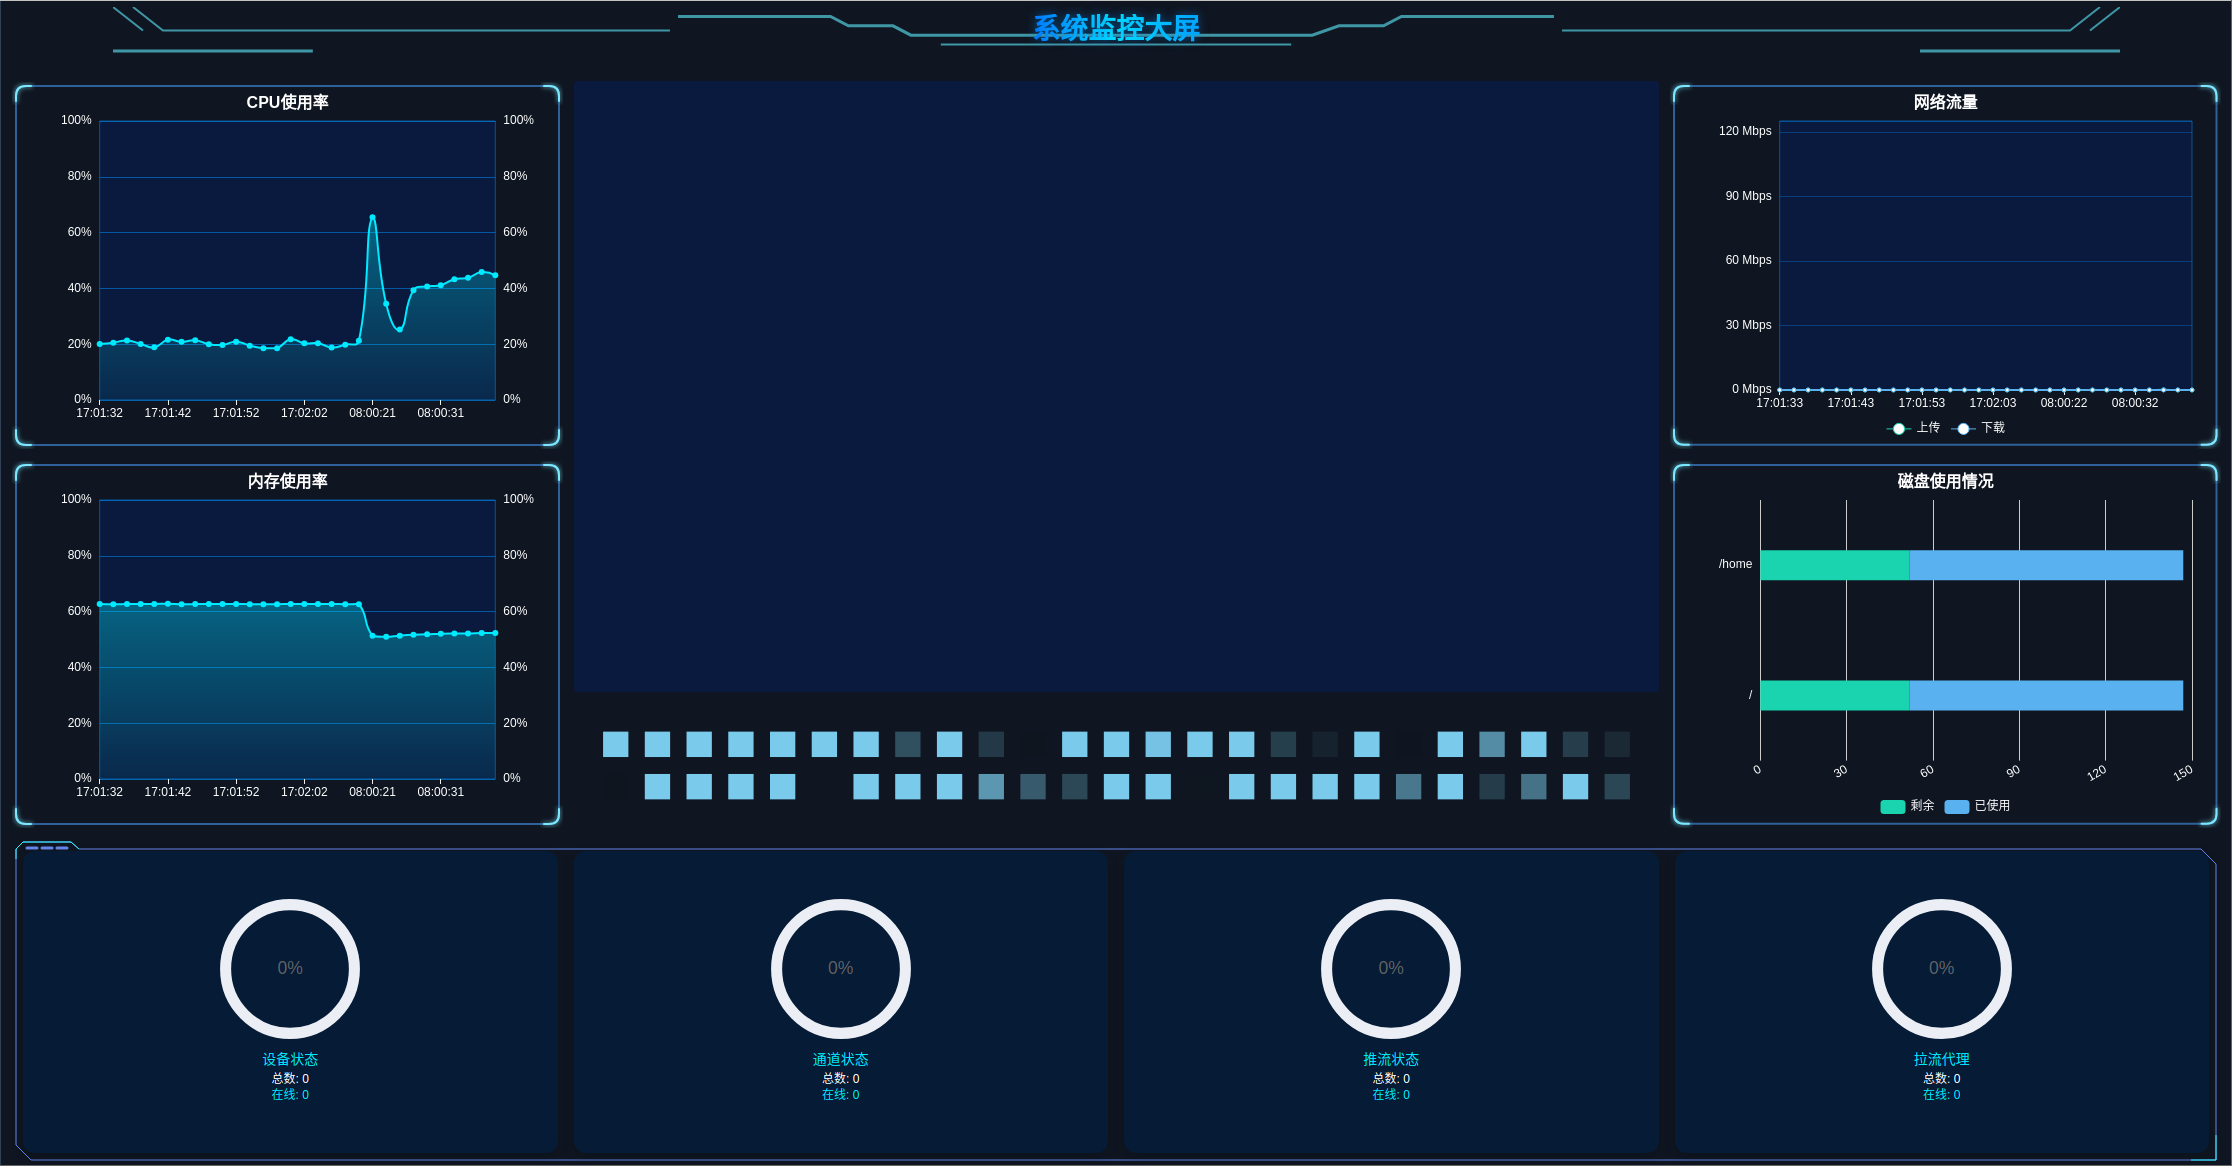 系统监控大屏
CPU使用率
100% 100%
80% 80%
60% 60%
40% 40%
20% 20%
0% 0%
17:01:32 17:01:42 17:01:52 17:02:02 08:00:21 08:00:31
内存使用率
100% 100%
80% 80%
60% 60%
40% 40%
20% 20%
0% 0%
17:01:32 17:01:42 17:01:52 17:02:02 08:00:21 08:00:31
网络流量
120 Mbps
90 Mbps
60 Mbps
30 Mbps
0 Mbps
17:01:33 17:01:43 17:01:53 17:02:03 08:00:22 08:00:32
上传 下载
磁盘使用情况
/home
/
0 30 60 90 120 150
剩余 已使用
0%
设备状态
总数: 0
在线: 0
0%
通道状态
总数: 0
在线: 0
0%
推流状态
总数: 0
在线: 0
0%
拉流代理
总数: 0
在线: 0